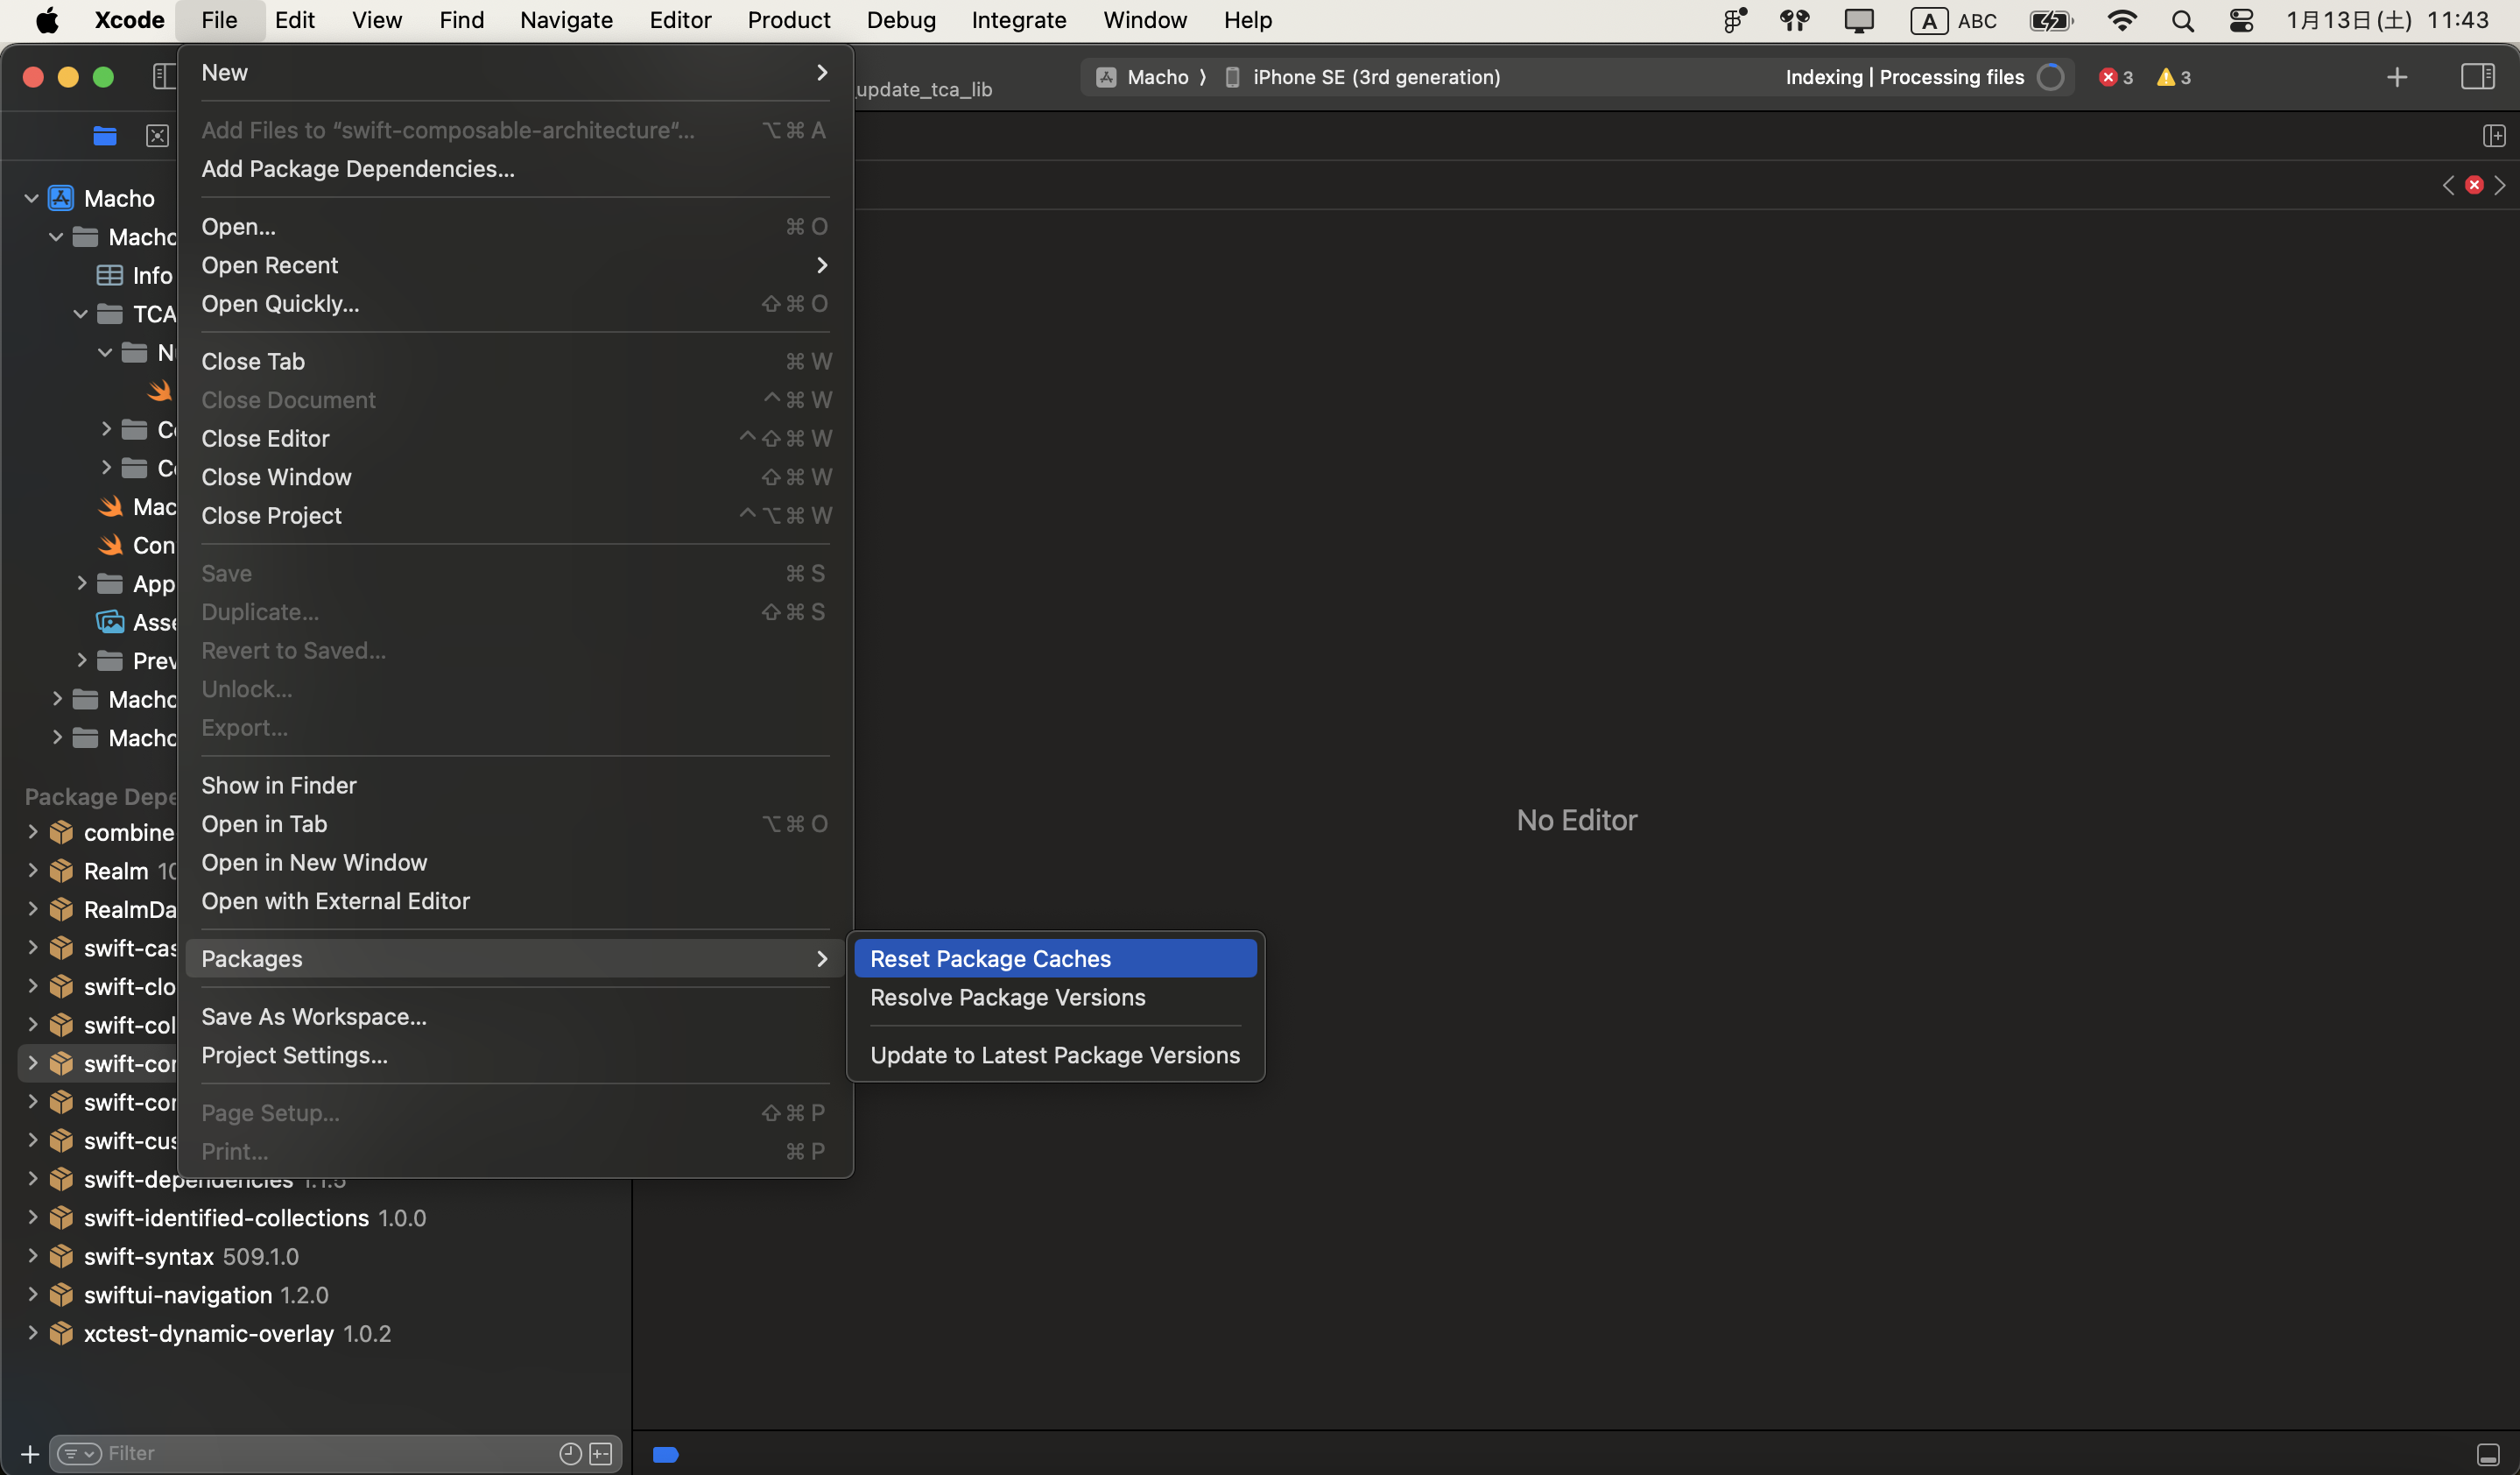 Xcode File Edit View Find Navigate Editor Product Debug Integrate Window Help A ABC 1月13日(土) 11:43
update_tca_lib
Macho ⟩ iPhone SE (3rd generation) Indexing | Processing files 3 3
New
Add Files to “swift-composable-architecture”... ⌥⌘A
Add Package Dependencies...
Open... ⌘O
Open Recent
Open Quickly... ⇧⌘O
Close Tab ⌘W
Close Document ^⌘W
Close Editor ^⇧⌘W
Close Window ⇧⌘W
Close Project ^⌥⌘W
Save ⌘S
Duplicate... ⇧⌘S
Revert to Saved...
Unlock...
Export...
Show in Finder
Open in Tab ⌥⌘O
Open in New Window
Open with External Editor
Packages
Save As Workspace...
Project Settings...
Page Setup... ⇧⌘P
Print... ⌘P
Reset Package Caches
Resolve Package Versions
Update to Latest Package Versions
Macho
Macho
Info
TCA
Mac
Con
App
Asse
Prev
Macho
Macho
Package Depe
combine
Realm 10
RealmDa
swift-cas
swift-clo
swift-col
swift-con
swift-con
swift-cus
swift-dependencies 1.1.5
swift-identified-collections 1.0.0
swift-syntax 509.1.0
swiftui-navigation 1.2.0
xctest-dynamic-overlay 1.0.2
Filter
No Editor